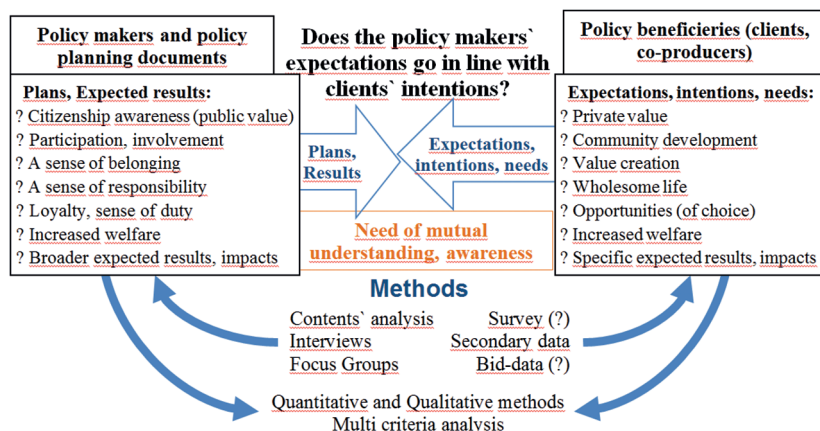 Policy makers and policy
planning documents
Plans, Expected results:
? Citizenship awareness (public value)
? Participation, involvement
? A sense of belonging
? A sense of responsibility
? Loyalty, sense of duty
? Increased welfare
? Broader expected results, impacts
Does the policy makers`
expectations go in line with
clients` intentions?
Plans,
Results
Expectations,
intentions, needs
Need of mutual
understanding, awareness
Policy beneficieries (clients,
co-producers)
Expectations, intentions, needs:
? Private value
? Community development
? Value creation
? Wholesome life
? Opportunities (of choice)
? Increased welfare
? Specific expected results, impacts
Methods
Contents` analysis
Interviews
Focus Groups
Survey (?)
Secondary data
Bid-data (?)
Quantitative and Qualitative methods
Multi criteria analysis